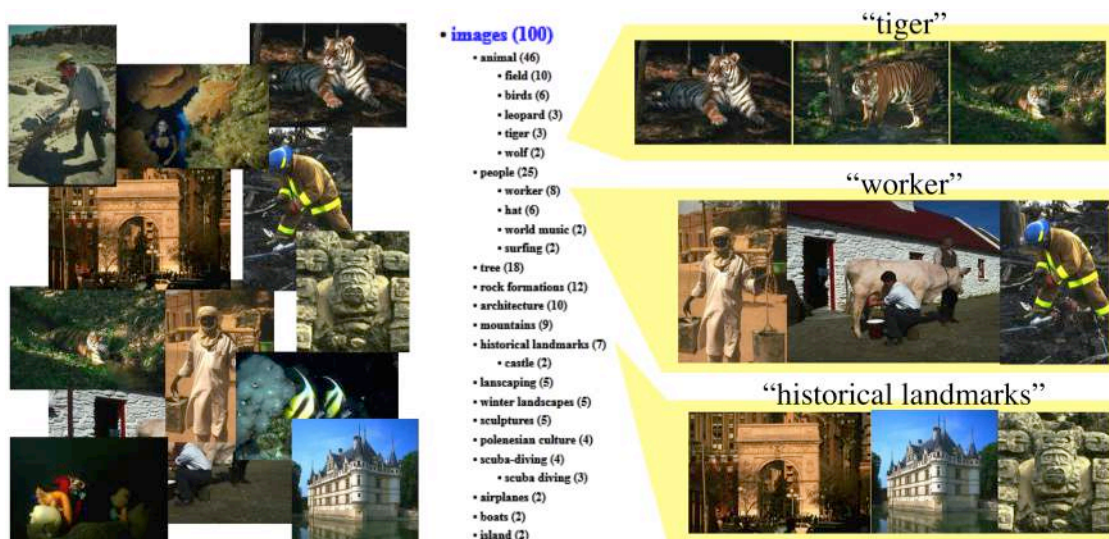 • images (100)
• animal (46)
• field (10)
• birds (6)
• leopard (3)
• tiger (3)
• wolf (2)
• people (25)
• worker (8)
• hat (6)
• world music (2)
• surfing (2)
• tree (18)
• rock formations (12)
• architecture (10)
• mountains (9)
• historical landmarks (7)
• castle (2)
• lanscaping (5)
• winter landscapes (5)
• sculptures (5)
• polenesian culture (4)
• scuba-diving (4)
• scuba diving (3)
• airplanes (2)
• boats (2)
• island (2)
“tiger”
“worker”
“historical landmarks”